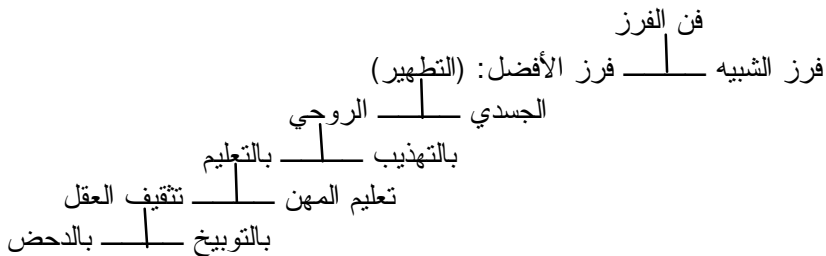 فن الفرز
فرز الشبيه فرز الأفضل: (التطهير)
الجسدي الروحي
بالتهذيب بالتعليم
تعليم المهن تثقيف العقل
بالتوبيخ بالدحض